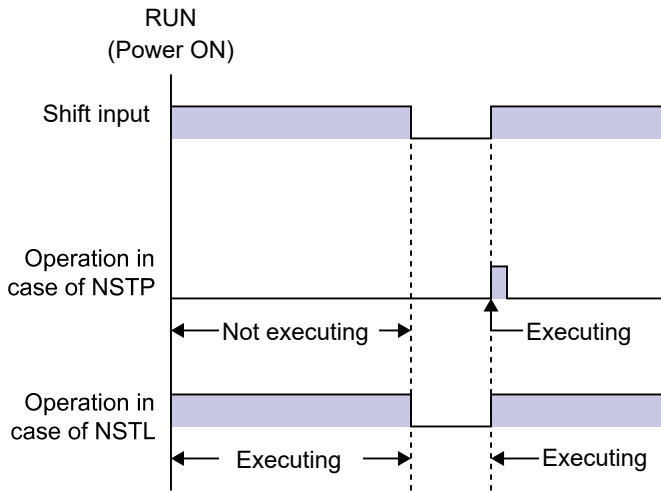 RUN
(Power ON)
Shift input
Operation in
case of NSTP
Not executing
Executing
Operation in
case of NSTL
Executing
Executing